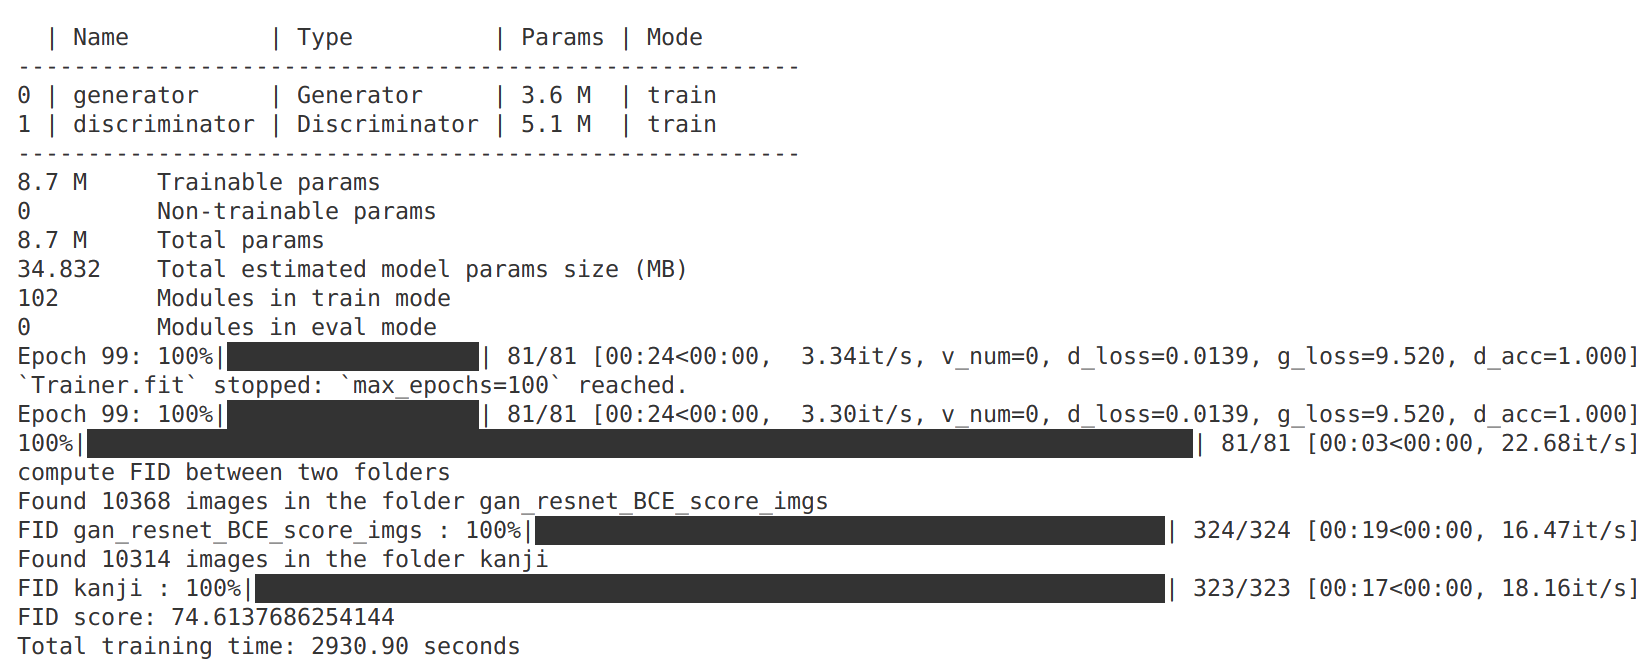 | Name          | Type          | Params | Mode
--------------------------------------------------------
0 | generator     | Generator     | 3.6 M  | train
1 | discriminator | Discriminator | 5.1 M  | train
--------------------------------------------------------
8.7 M     Trainable params
0         Non-trainable params
8.7 M     Total params
34.832    Total estimated model params size (MB)
102       Modules in train mode
0         Modules in eval mode
Epoch 99: 100%|██████████████████| 81/81 [00:24<00:00,  3.34it/s, v_num=0, d_loss=0.0139, g_loss=9.520, d_acc=1.000]
`Trainer.fit` stopped: `max_epochs=100` reached.
Epoch 99: 100%|██████████████████| 81/81 [00:24<00:00,  3.30it/s, v_num=0, d_loss=0.0139, g_loss=9.520, d_acc=1.000]
100%|███████████████████████████████████████████████████████████████████████████████| 81/81 [00:03<00:00, 22.68it/s]
compute FID between two folders
Found 10368 images in the folder gan_resnet_BCE_score_imgs
FID gan_resnet_BCE_score_imgs : 100%|█████████████████████████████████████████████| 324/324 [00:19<00:00, 16.47it/s]
Found 10314 images in the folder kanji
FID kanji : 100%|█████████████████████████████████████████████████████████████████| 323/323 [00:17<00:00, 18.16it/s]
FID score: 74.6137686254144
Total training time: 2930.90 seconds